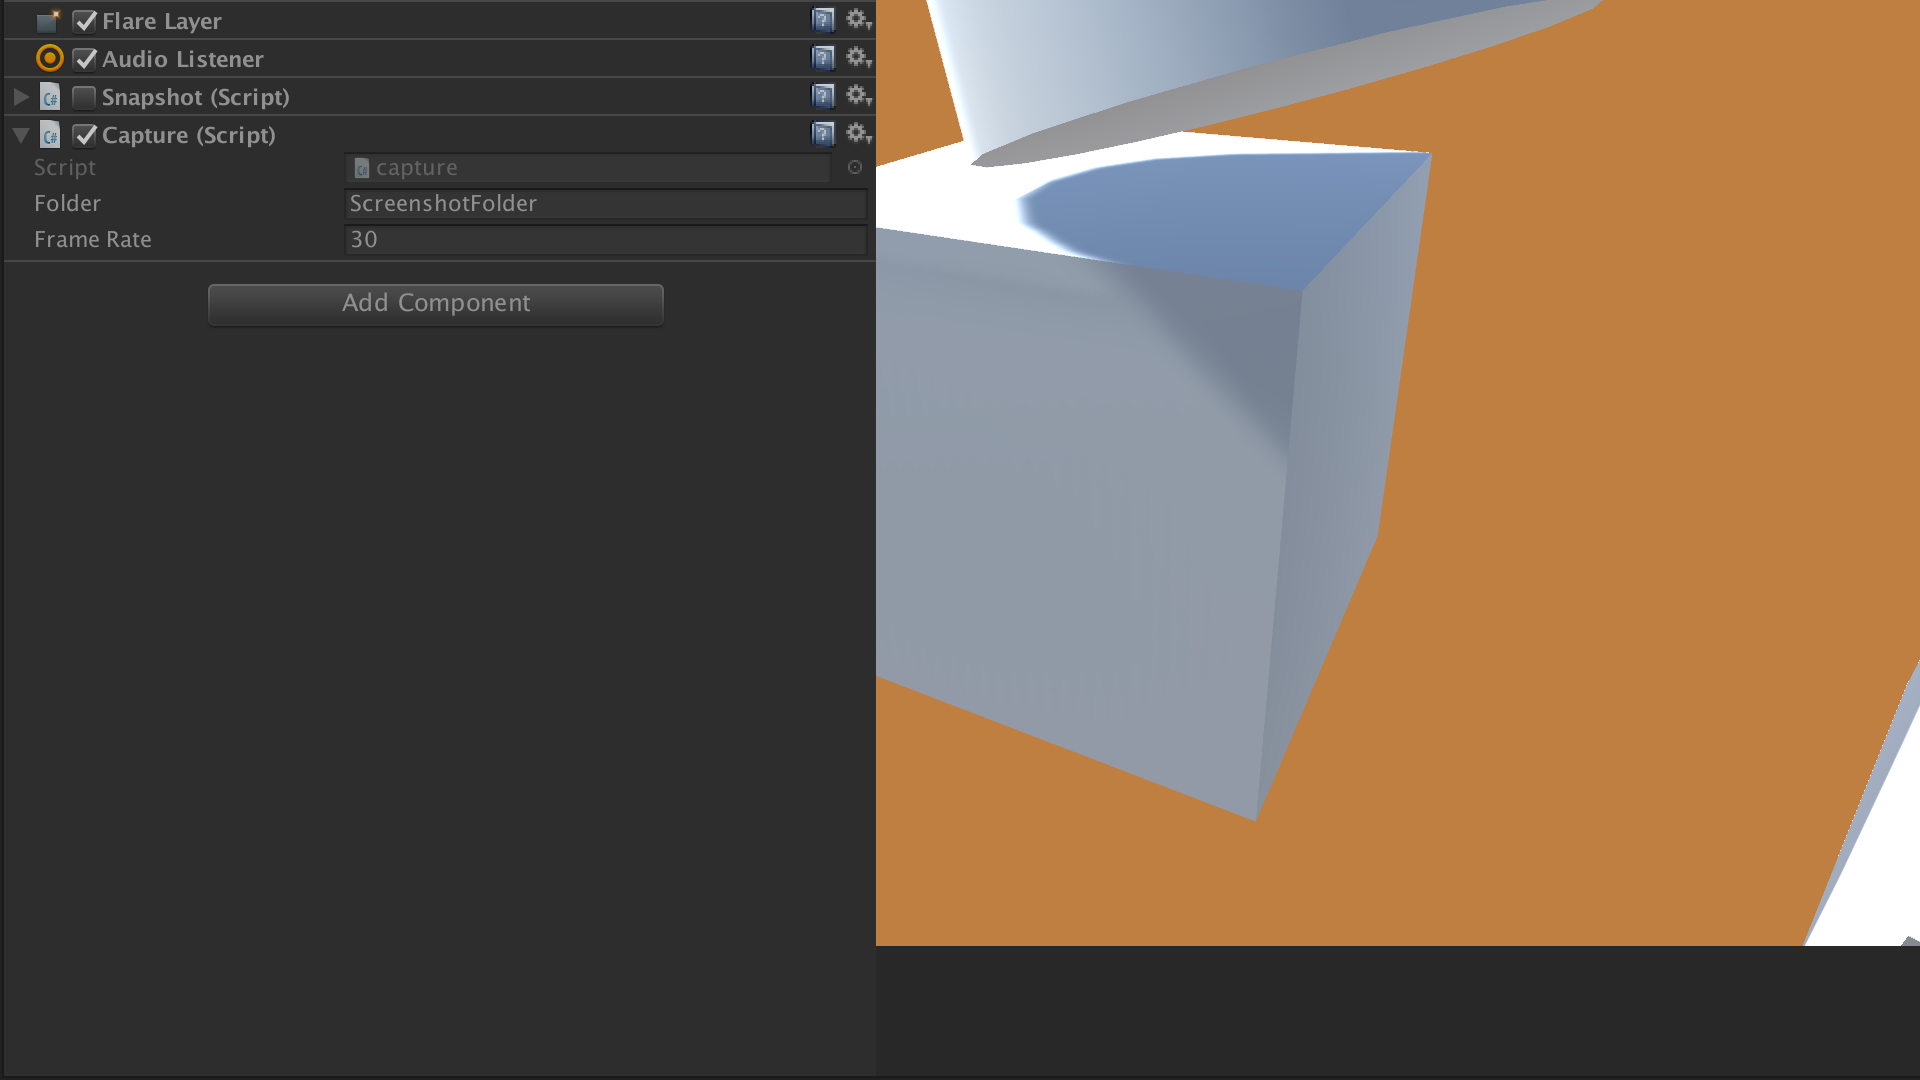 Flare Layer
Audio Listener
C# Snapshot (Script)
C# Capture (Script)
Script capture
Folder ScreenshotFolder
Frame Rate 30
Add Component